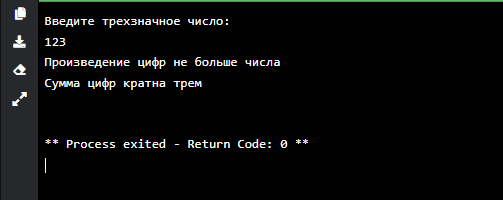 Введите трехзначное число:
123
Произведение цифр не больше числа
Сумма цифр кратна трем
** Process exited - Return Code: 0 **